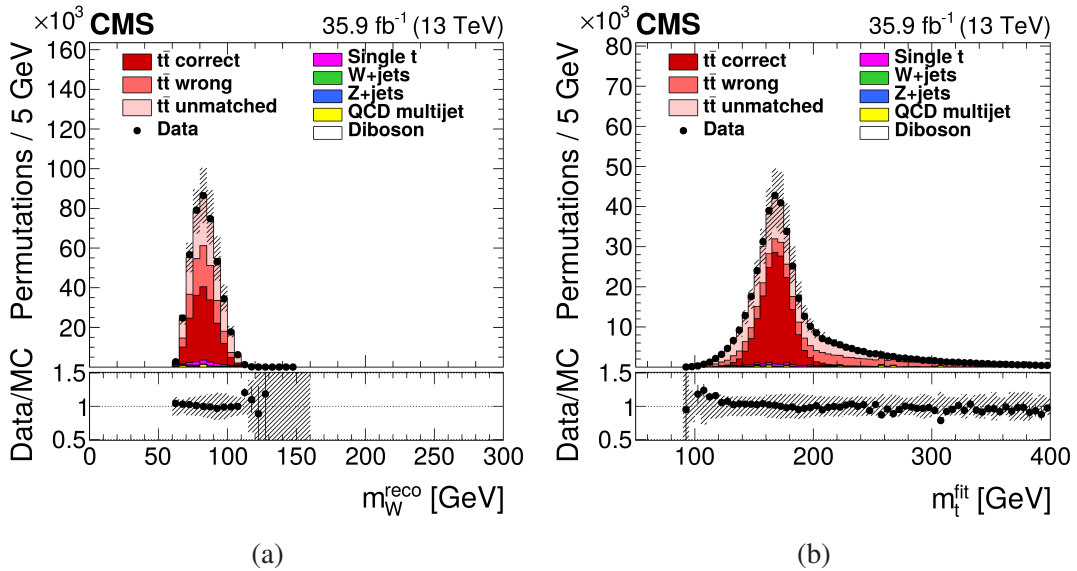 ×10³ CMS 35.9 fb⁻¹ (13 TeV)
Permutations / 5 GeV
160
140
120
100
80
60
40
20
tt̄ correct
tt̄ wrong
tt̄ unmatched
Data
Single t
W+jets
Z+jets
QCD multijet
Diboson
Data/MC
1.5
1
0.5
0 50 100 150 200 250 300
m_W^reco [GeV]
(a)
×10³ CMS 35.9 fb⁻¹ (13 TeV)
Permutations / 5 GeV
80
70
60
50
40
30
20
10
tt̄ correct
tt̄ wrong
tt̄ unmatched
Data
Single t
W+jets
Z+jets
QCD multijet
Diboson
Data/MC
1.5
1
0.5
100 200 300 400
m_t^fit [GeV]
(b)